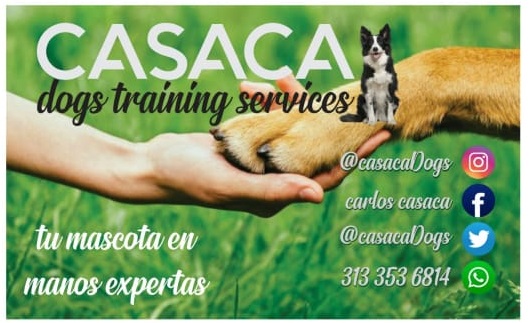 CASACA
dogs training services
@casacaDogs
carlos casaca
@casacaDogs
313 353 6814
tu mascota en
manos expertas